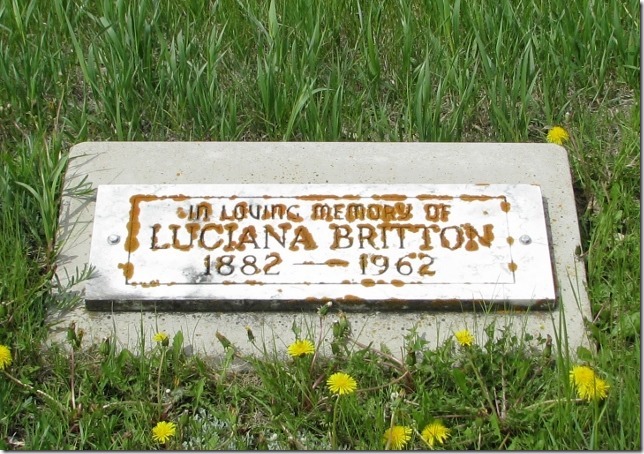 IN LOVING MEMORY OF
LUCIANA BRITTON
1882 — 1962